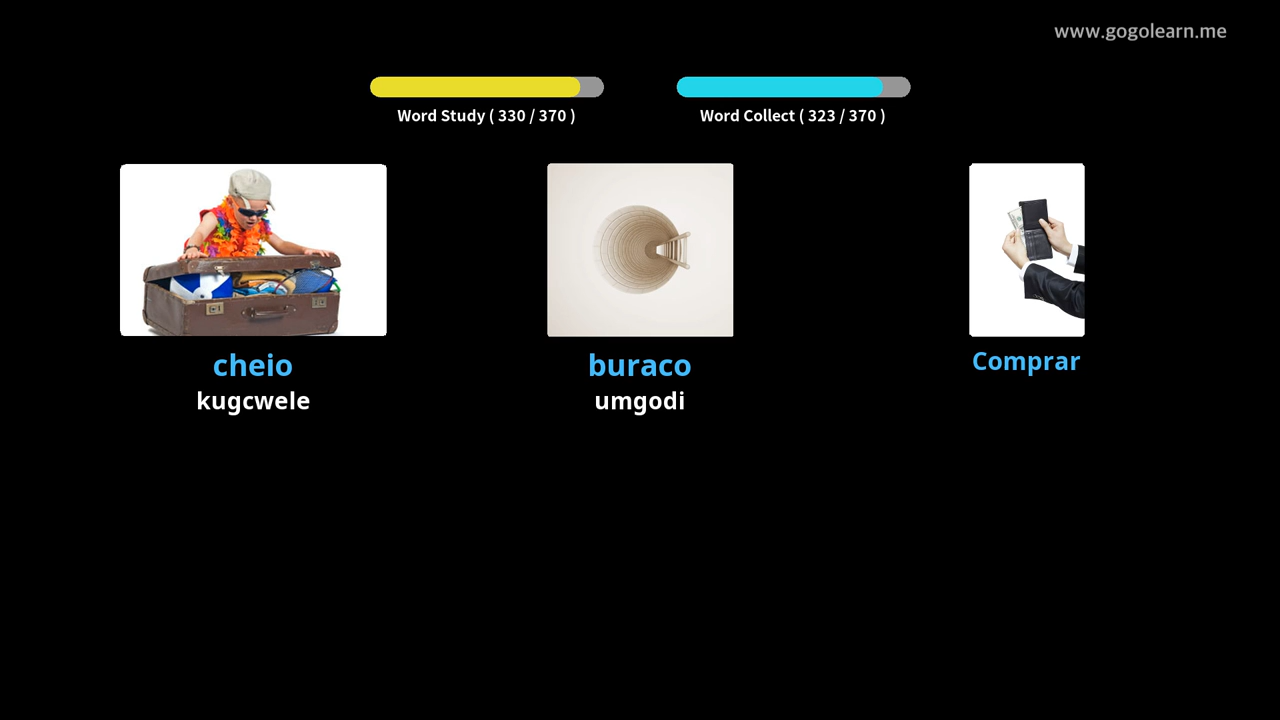 www.gogolearn.me
Word Study ( 330 / 370 )
Word Collect ( 323 / 370 )
cheio
kugcwele
buraco
umgodi
Comprar